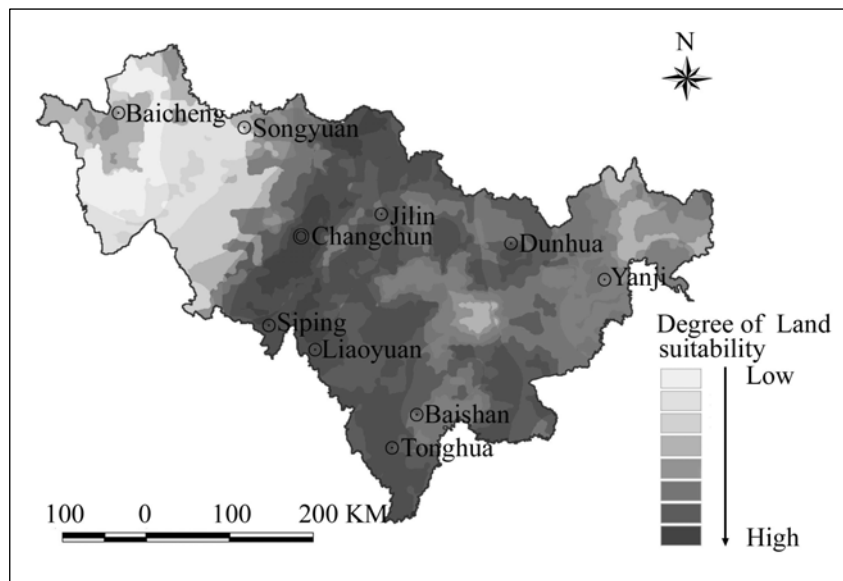 N
Baicheng
Songyuan
Jilin
Changchun
Dunhua
Yanji
Siping
Liaoyuan
Baishan
Tonghua
Degree of Land
suitability
Low
High
100 0 100 200 KM